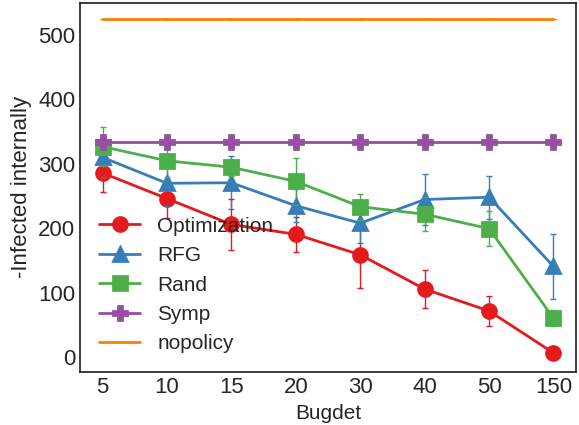 -Infected internally
500
400
300
200
100
0
Optimization
RFG
Rand
Symp
nopolicy
5 10 15 20 30 40 50 150
Bugdet